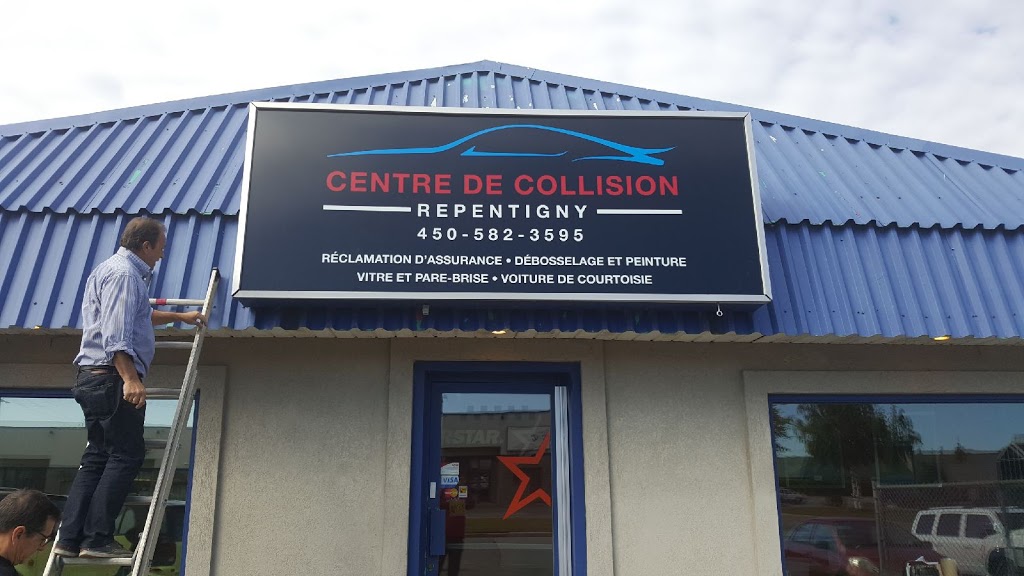 CENTRE DE COLLISION
REPENTIGNY
450-582-3595
RÉCLAMATION D'ASSURANCE • DÉBOSSELAGE ET PEINTURE
VITRE ET PARE-BRISE • VOITURE DE COURTOISIE
STAR
VISA